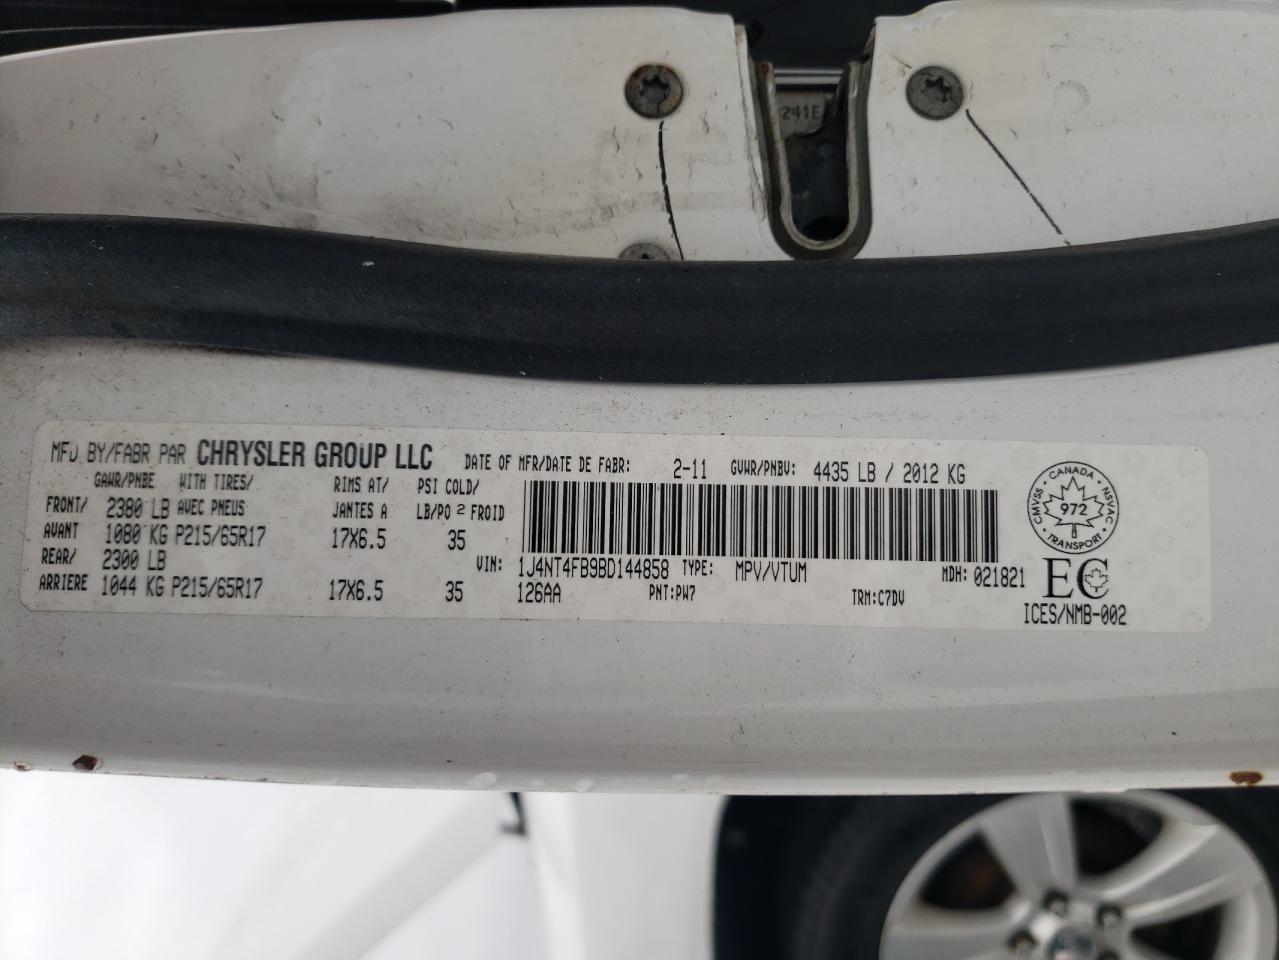 241E
MFD BY/FABR PAR CHRYSLER GROUP LLC DATE OF MFR/DATE DE FABR: 2-11 GVWR/PNBV: 4435 LB / 2012 KG
GAWR/PNBE WITH TIRES/ RIMS AT/ PSI COLD/
FRONT/ 2380 LB AVEC PNEUS JANTES A LB/PO 2 FROID
AVANT 1080 KG P215/65R17 17X6.5 35
REAR/ 2300 LB VIN: 1J4NT4FB9BD144858 TYPE: MPV/VTUM MDH: 021821
ARRIERE 1044 KG P215/65R17 17X6.5 35 126AA PNT:PW7 TRM:C7DV
CANADA
CMVSS 972 NSVAC
TRANSPORT
EC
ICES/NMB-002